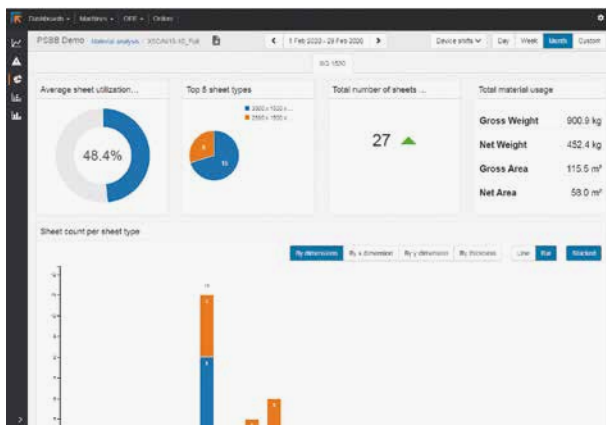 Dashboards Machines OEE Orders
PSBB Demo Material analysis 1 Feb 2020 - 29 Feb 2020 Device shifts Day Week Month Custom
Average sheet utilization...
Top 5 sheet types
Total number of sheets ...
Total material usage
48.4%
27
Gross Weight 900.9 kg
Net Weight 452.4 kg
Gross Area 115.5 m²
Net Area 58.0 m²
Sheet count per sheet type
By dimensions By x dimension By y dimension By thickness Line Bar Stacked